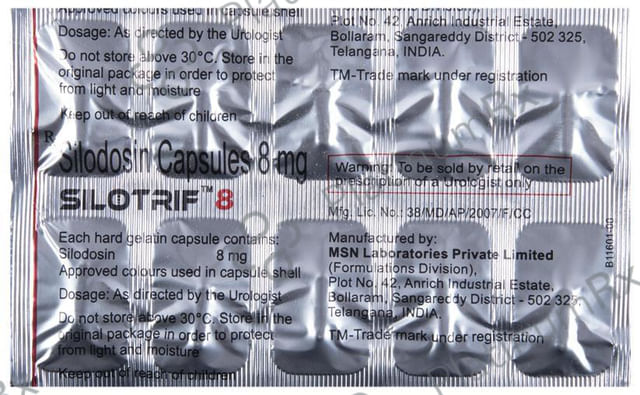 Approved colours used in capsule shell
Dosage: As directed by the Urologist
Do not store above 30°C. Store in the
original package in order to protect
from light and moisture
Keep out of reach of children
Plot No. 42, Anrich Industrial Estate,
Bollaram, Sangareddy District - 502 325,
Telangana, INDIA.
TM-Trade mark under registration
Rx
Silodosin Capsules 8 mg
SILOTRIF™ 8
Warning: To be sold by retail on the
prescription of a Urologist only
Mfg. Lic. No.: 38/MD/AP/2007/F/CC
Each hard gelatin capsule contains:
Silodosin 8 mg
Approved colours used in capsule shell
Dosage: As directed by the Urologist
Do not store above 30°C. Store in the
original package in order to protect
from light and moisture
Keep out of reach of children
Manufactured by:
MSN Laboratories Private Limited
(Formulations Division),
Plot No. 42, Anrich Industrial Estate,
Bollaram, Sangareddy District - 502 325,
Telangana, INDIA.
TM-Trade mark under registration
B11601-00